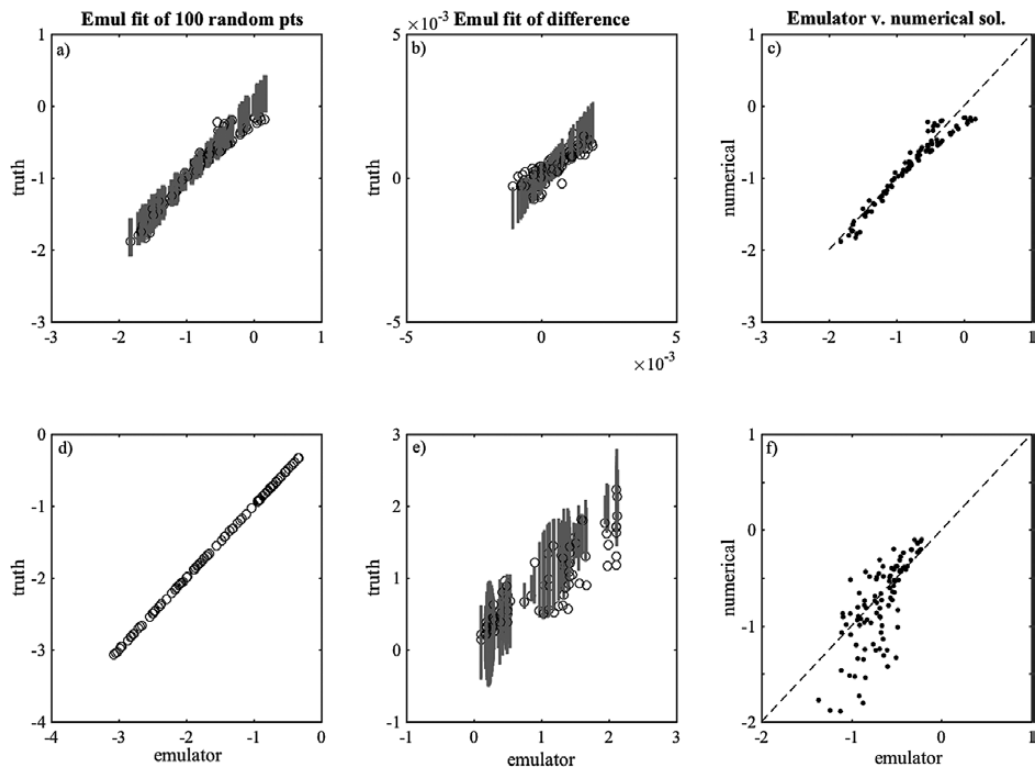 Emul fit of 100 random pts
Emul fit of difference
Emulator v. numerical sol.
×10⁻³
a)
1
0
-1
-2
-3
truth
-3 -2 -1 0 1
b)
5
0
-5
truth
-5 0 5
×10⁻³
c)
1
0
-1
-2
-3
numerical
-3 -2 -1 0 1
d)
0
-1
-2
-3
-4
truth
-4 -3 -2 -1 0
emulator
e)
3
2
1
0
-1
truth
-1 0 1 2 3
emulator
f)
1
0
-1
-2
numerical
-2 -1 0 1
emulator